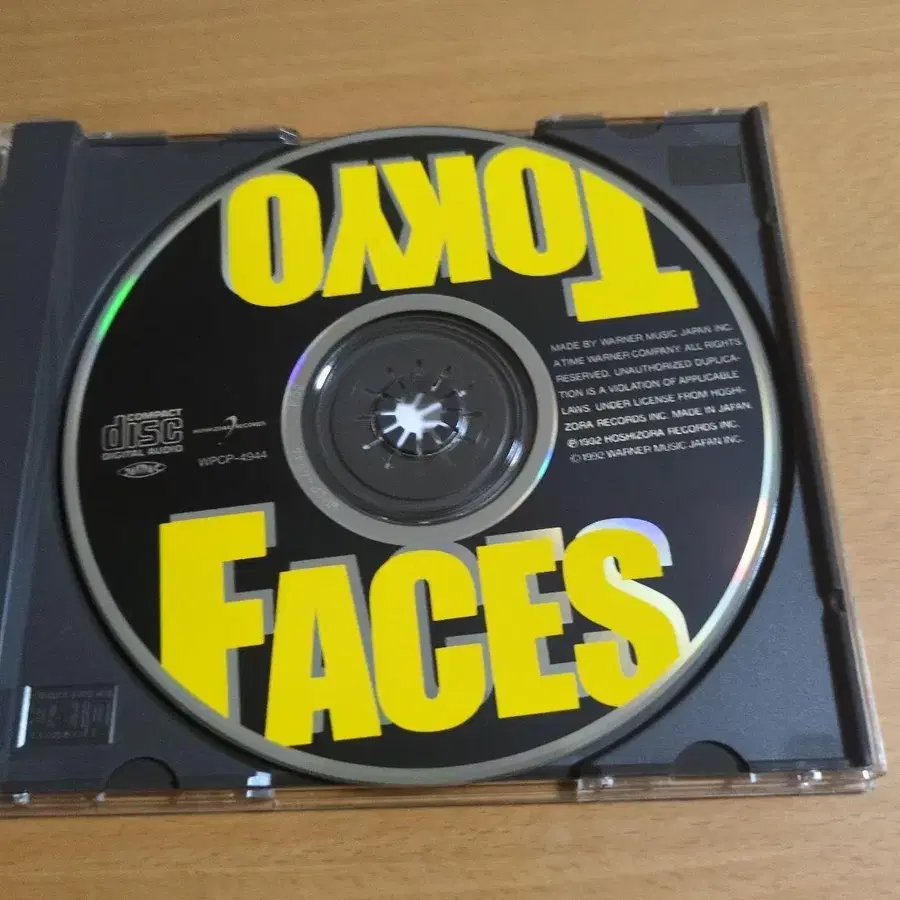 TOKYO
MADE BY WARNER MUSIC JAPAN INC.
A TIME WARNER COMPANY. ALL RIGHTS
RESERVED. UNAUTHORIZED DUPLICA-
TION IS A VIOLATION OF APPLICABLE
LAWS. UNDER LICENSE FROM HOSHI-
ZORA RECORDS INC. MADE IN JAPAN.
℗1992 HOSHIZORA RECORDS INC.
©1992 WARNER MUSIC JAPAN INC.
COMPACT
disc
DIGITAL AUDIO
WPCP-4944
FACES